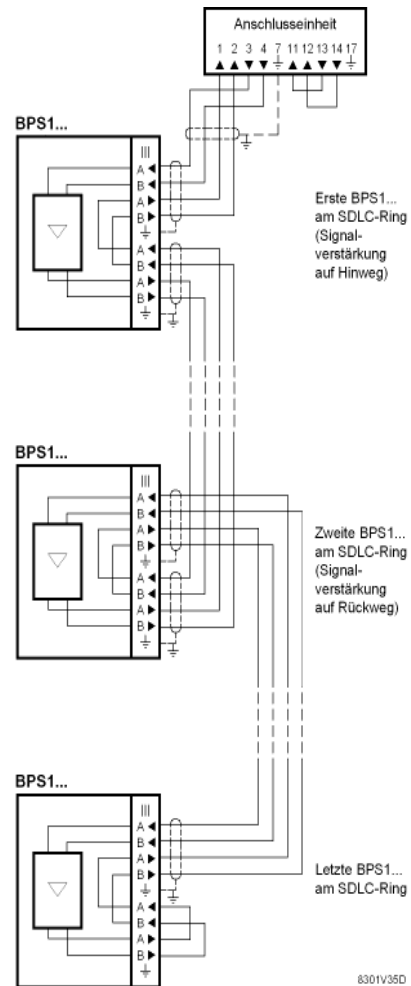 Anschlusseinheit
1 2 3 4 7 11 12 13 14 17
BPS1...
III
A
B
A
B
A
B
A
B
Erste BPS1...
am SDLC-Ring
(Signal-
verstärkung
auf Hinweg)
BPS1...
III
A
B
A
B
A
B
A
B
Zweite BPS1...
am SDLC-Ring
(Signal-
verstärkung
auf Rückweg)
BPS1...
III
A
B
A
B
A
B
A
B
Letzte BPS1...
am SDLC-Ring
8301V35D